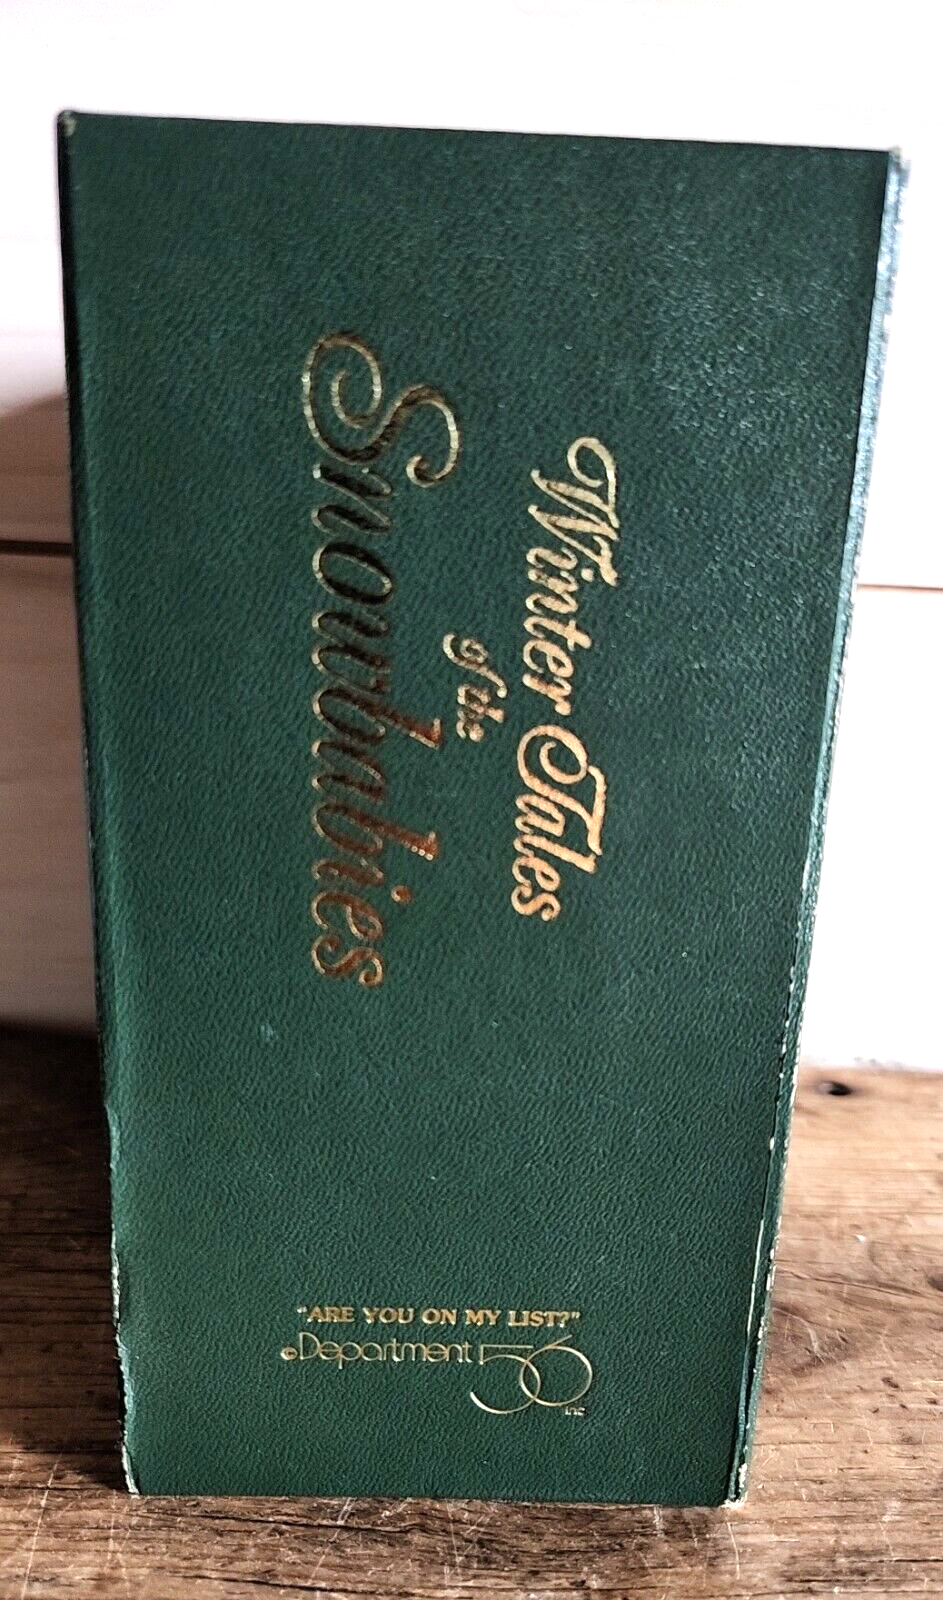 Winter Tales
of the
Snowbabies
"ARE YOU ON MY LIST?"
©Department 56
inc